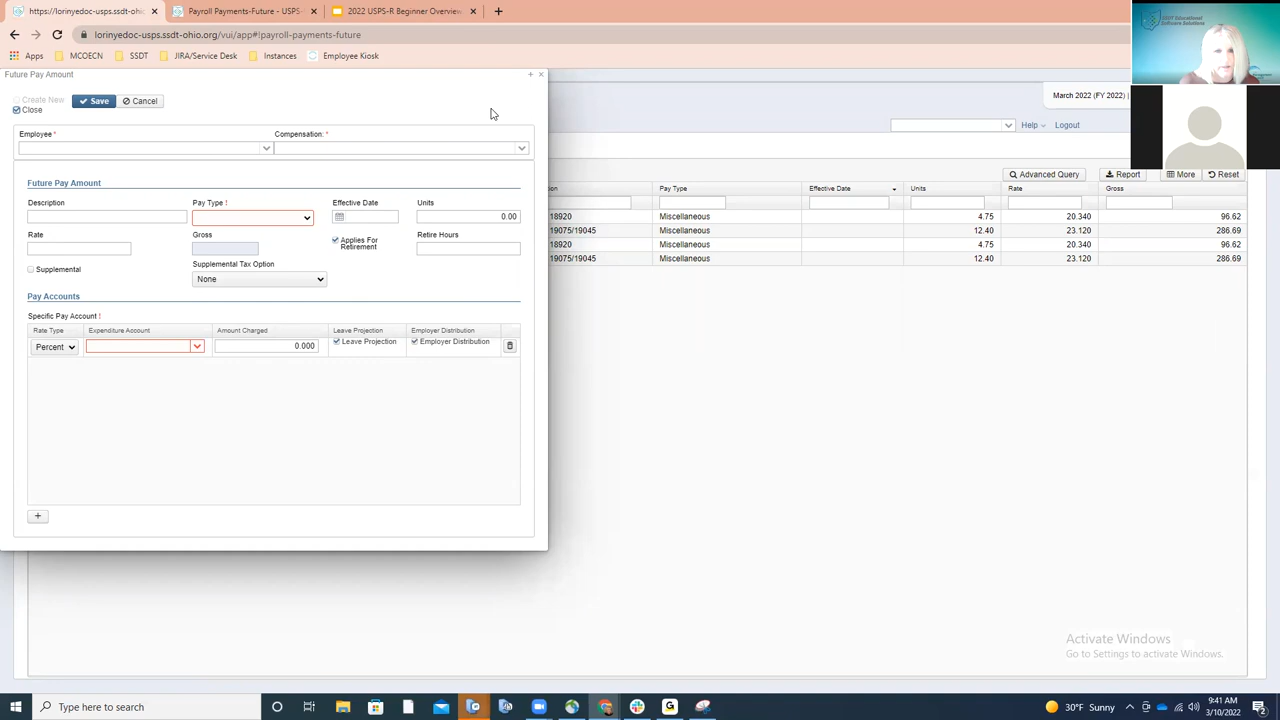 https://lorinyedoc-usps.ssdt-ohi
Payroll Payments-Future - USPS-
2022 USPS-R Beginner Overview
lorinyedoc-usps.ssdt-ohio.org/vui/app#!payroll-payments-future
Apps
MCOECN
SSDT
JIRA/Service Desk
Instances
Employee Kiosk
SSDT Educational
Software Solutions
Future Pay Amount
March 2022 (FY 2022) |
Create New
Save
Cancel
Close
Help
Logout
Employee *
Compensation: *
Advanced Query
Report
More
Reset
Pay Type
Effective Date
Units
Rate
Gross
18920 Miscellaneous 4.75 20.340 96.62
19075/19045 Miscellaneous 12.40 23.120 286.69
18920 Miscellaneous 4.75 20.340 96.62
19075/19045 Miscellaneous 12.40 23.120 286.69
Future Pay Amount
Description
Pay Type !
Effective Date
Units
0.00
Rate
Gross
Applies For
Retirement
Retire Hours
Supplemental
Supplemental Tax Option
None
Pay Accounts
Specific Pay Account !
Rate Type
Expenditure Account
Amount Charged
Leave Projection
Employer Distribution
Percent
0.000
Leave Projection
Employer Distribution
+
Activate Windows
Go to Settings to activate Windows.
Type here to search
30°F Sunny
9:41 AM
3/10/2022
2